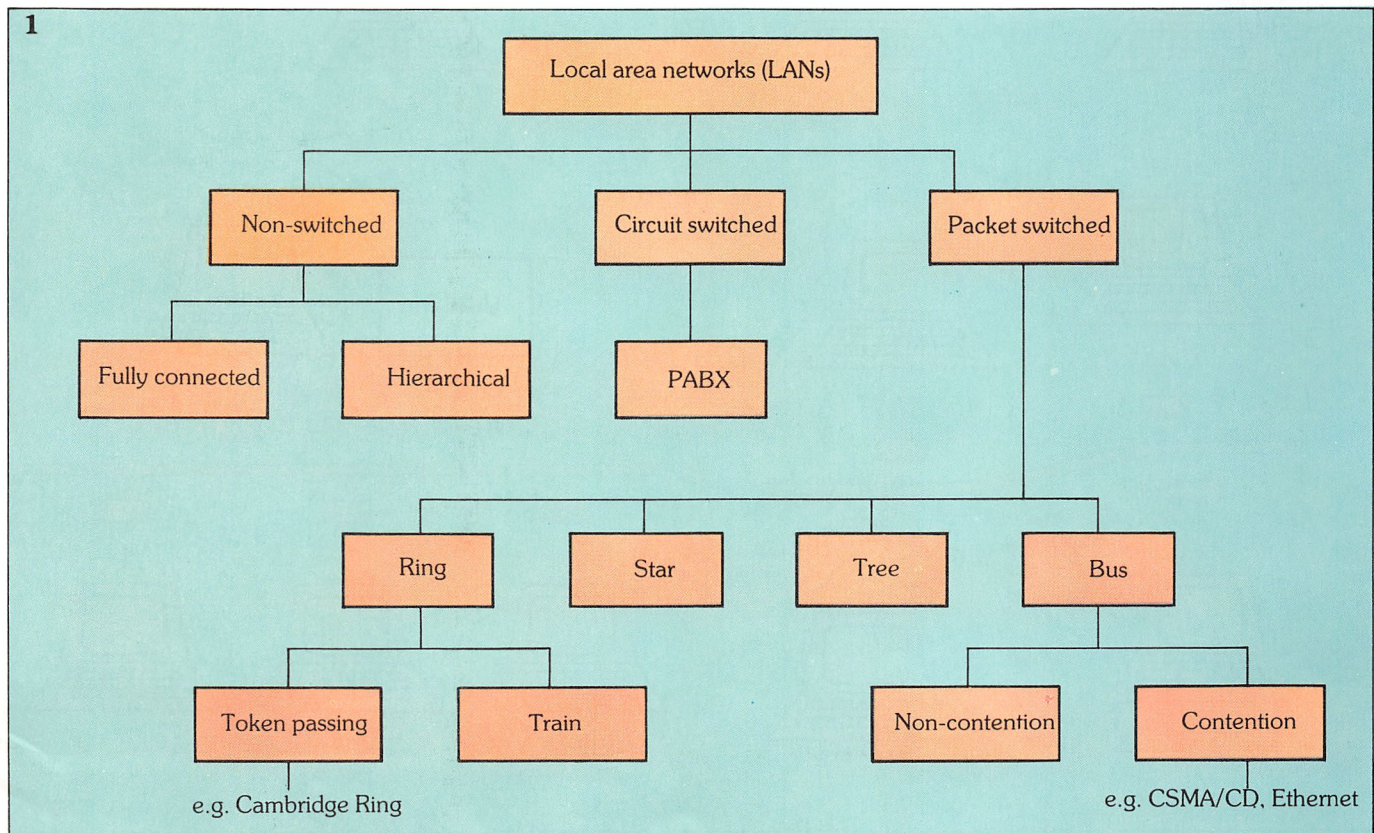 1
Local area networks (LANs)
Non-switched
Circuit switched
Packet switched
Fully connected
Hierarchical
PABX
Ring
Star
Tree
Bus
Token passing
Train
Non-contention
Contention
e.g. Cambridge Ring
e.g. CSMA/CD, Ethernet